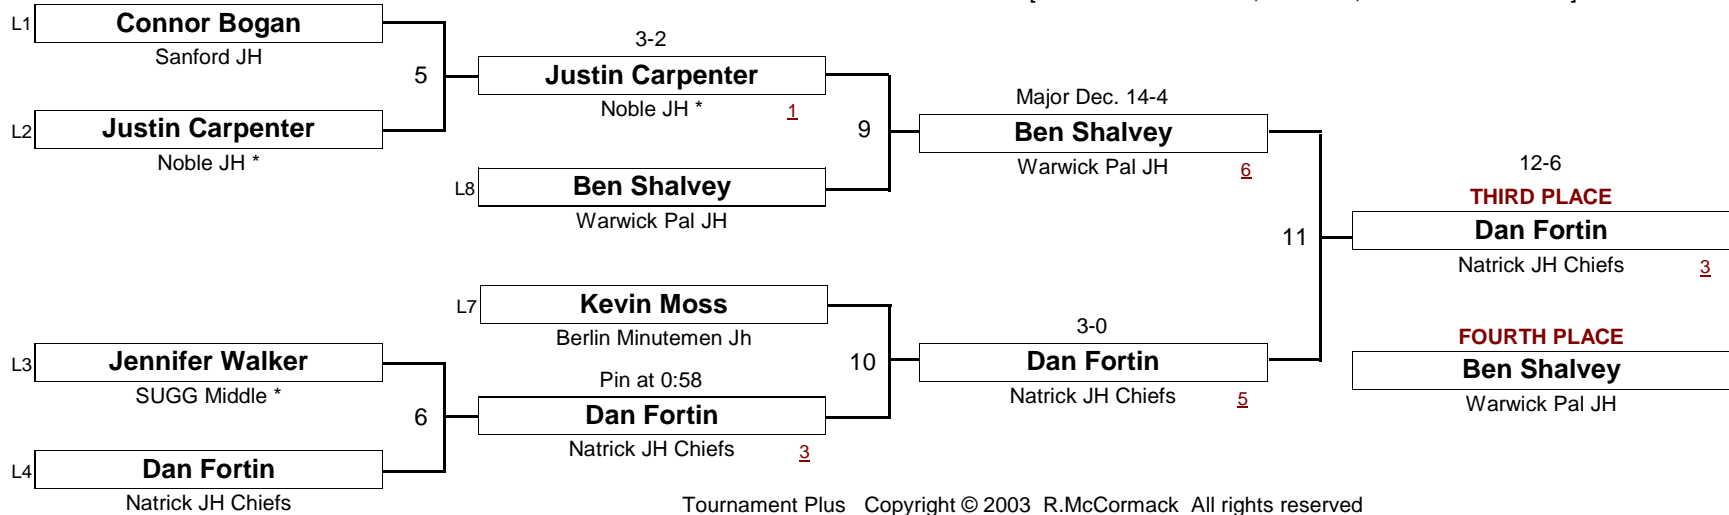 L1 Connor Bogan
Sanford JH
5
L2 Justin Carpenter
Noble JH *
3-2
Justin Carpenter
Noble JH * 1
9
L8 Ben Shalvey
Warwick Pal JH
Major Dec. 14-4
Ben Shalvey
Warwick Pal JH 6
11
12-6
THIRD PLACE
Dan Fortin
Natrick JH Chiefs 3
L7 Kevin Moss
Berlin Minutemen Jh
10
L3 Jennifer Walker
SUGG Middle *
6
L4 Dan Fortin
Natrick JH Chiefs
Pin at 0:58
Dan Fortin
Natrick JH Chiefs 3
3-0
Dan Fortin
Natrick JH Chiefs 5
FOURTH PLACE
Ben Shalvey
Warwick Pal JH
Tournament Plus Copyright © 2003 R.McCormack All rights reserved